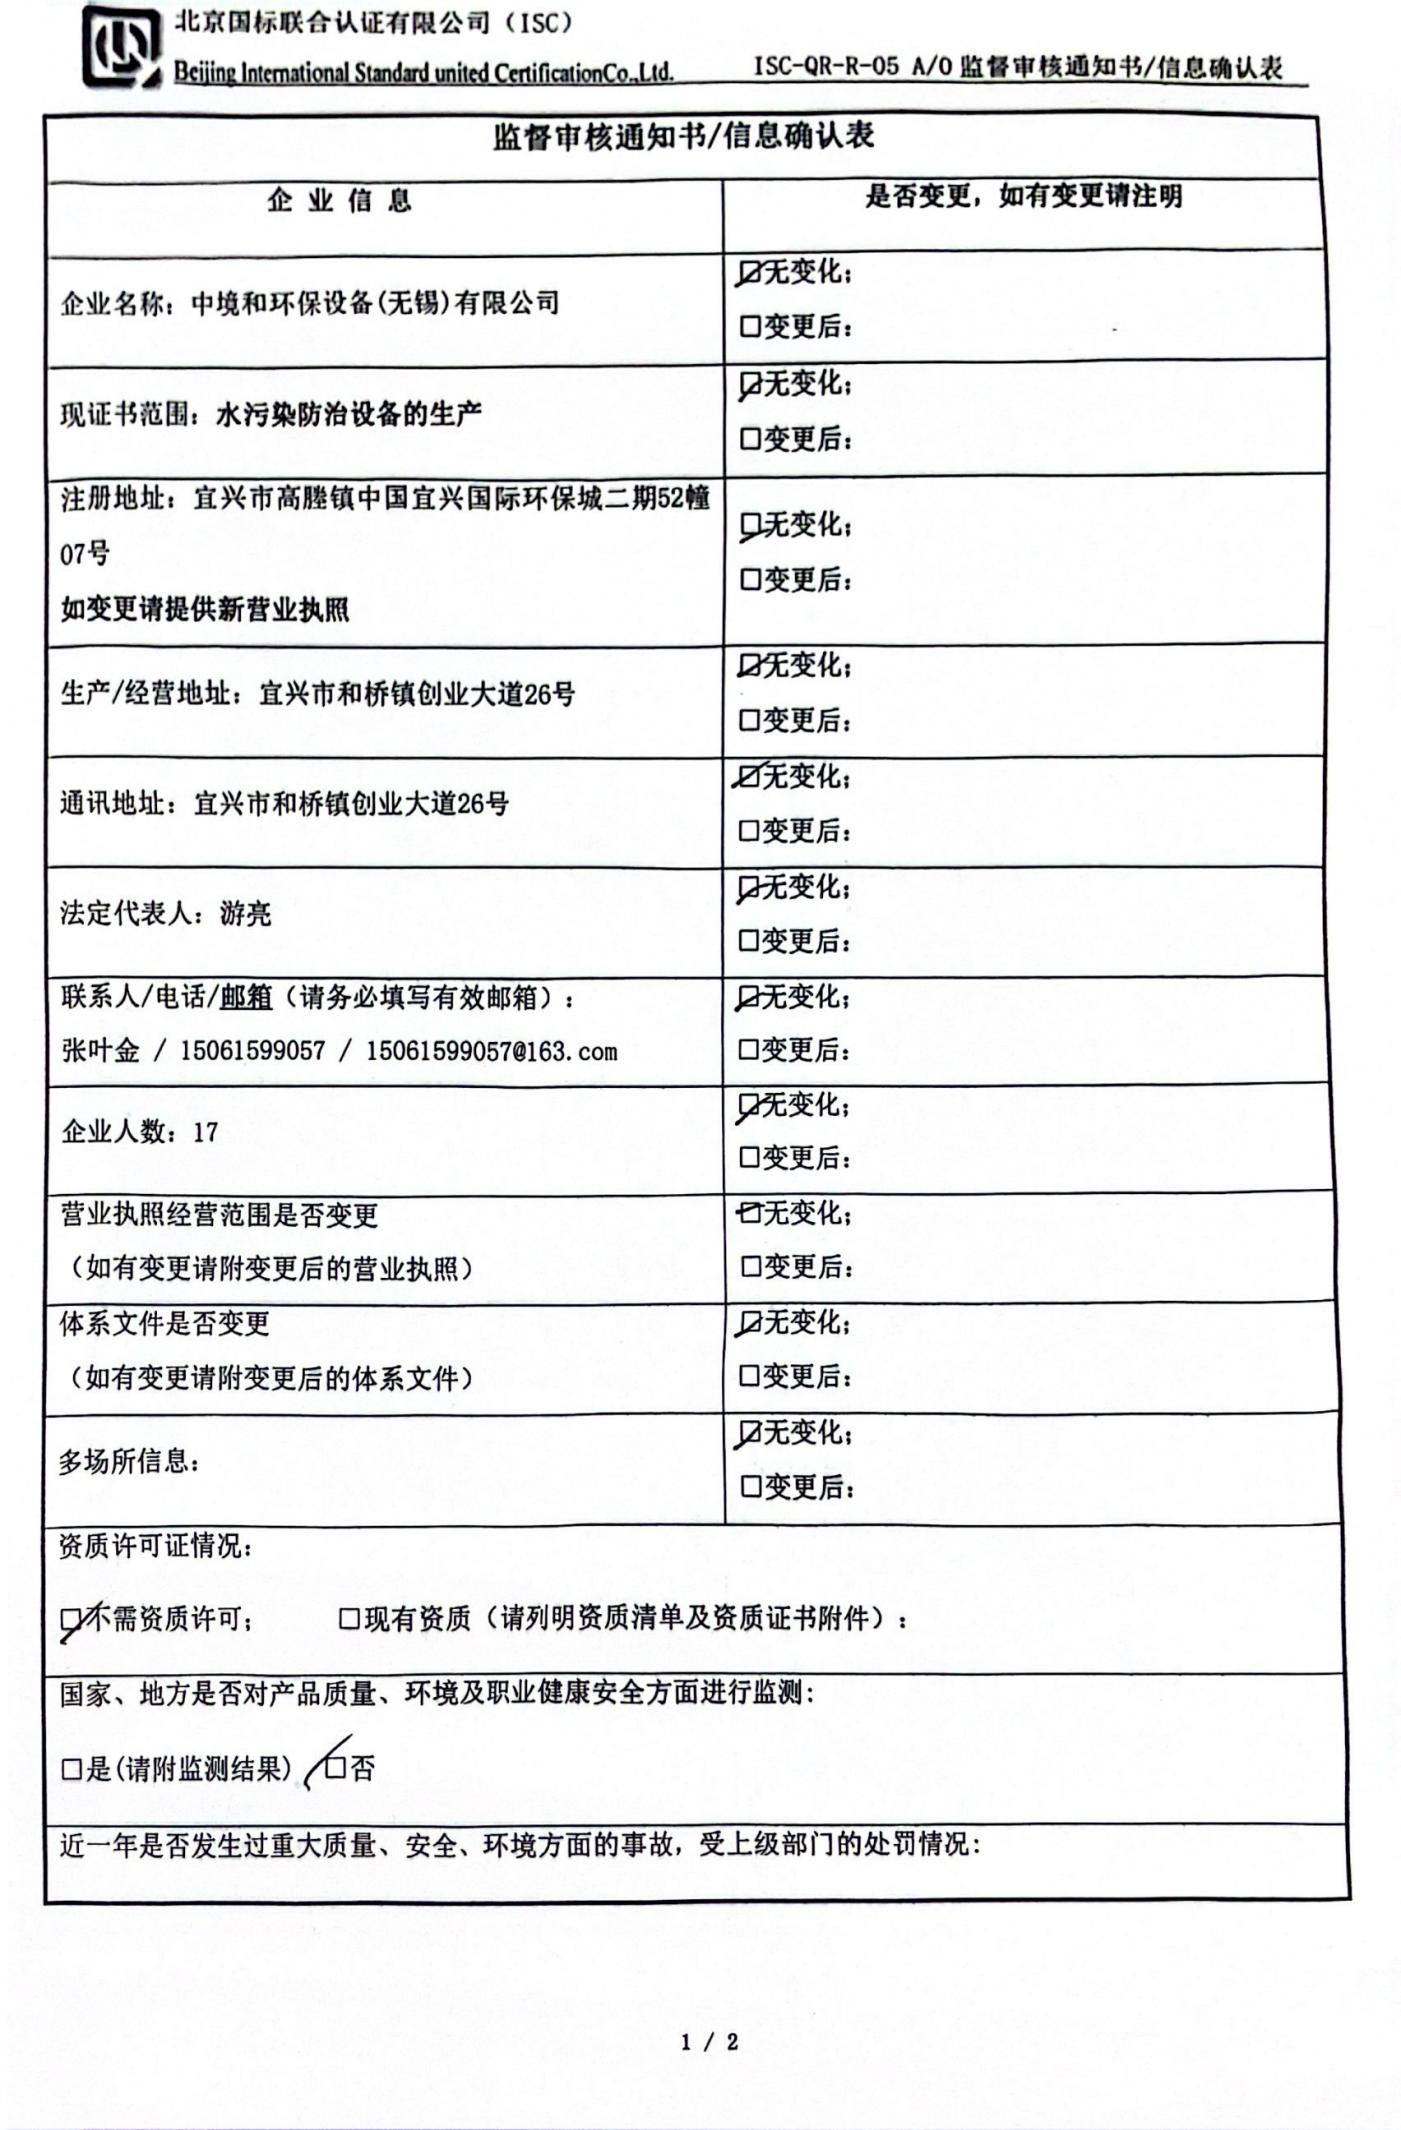 北京国标联合认证有限公司（ISC）
Beijing International Standard united CertificationCo.,Ltd.
ISC-QR-R-05 A/0 监督审核通知书/信息确认表
监督审核通知书/信息确认表
企 业 信 息
是否变更，如有变更请注明
企业名称：中境和环保设备(无锡)有限公司
☑无变化；
□变更后：
现证书范围：水污染防治设备的生产
☑无变化；
□变更后：
注册地址：宜兴市高塍镇中国宜兴国际环保城二期52幢
07号
如变更请提供新营业执照
☑无变化；
□变更后：
生产/经营地址：宜兴市和桥镇创业大道26号
☑无变化；
□变更后：
通讯地址：宜兴市和桥镇创业大道26号
☑无变化；
□变更后：
法定代表人：游亮
☑无变化；
□变更后：
联系人/电话/邮箱（请务必填写有效邮箱）：
张叶金 / 15061599057 / 15061599057@163.com
☑无变化；
□变更后：
企业人数：17
☑无变化；
□变更后：
营业执照经营范围是否变更
（如有变更请附变更后的营业执照）
☑无变化；
□变更后：
体系文件是否变更
（如有变更请附变更后的体系文件）
☑无变化；
□变更后：
多场所信息：
☑无变化；
□变更后：
资质许可证情况：
☑不需资质许可； □现有资质（请列明资质清单及资质证书附件）：
国家、地方是否对产品质量、环境及职业健康安全方面进行监测：
□是(请附监测结果) ☑否
近一年是否发生过重大质量、安全、环境方面的事故，受上级部门的处罚情况：
1 / 2